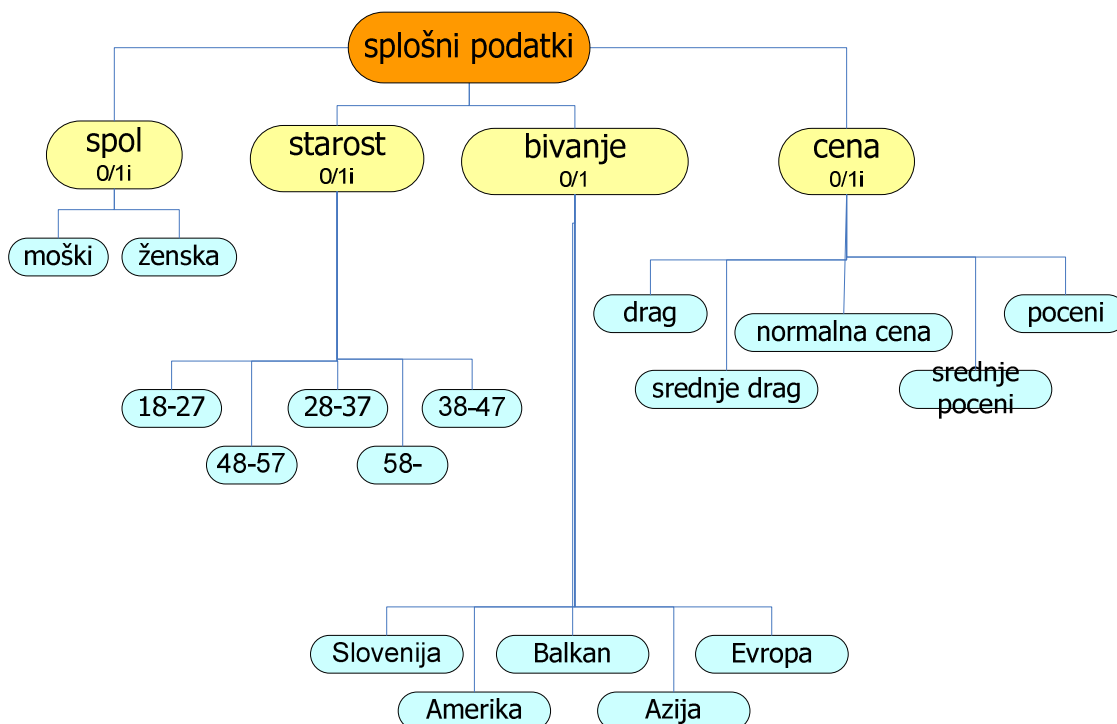 splošni podatki
spol
0/1i
starost
0/1i
bivanje
0/1
cena
0/1i
moški
ženska
drag
normalna cena
poceni
srednje drag
srednje
poceni
18-27
28-37
38-47
48-57
58-
Slovenija
Balkan
Evropa
Amerika
Azija